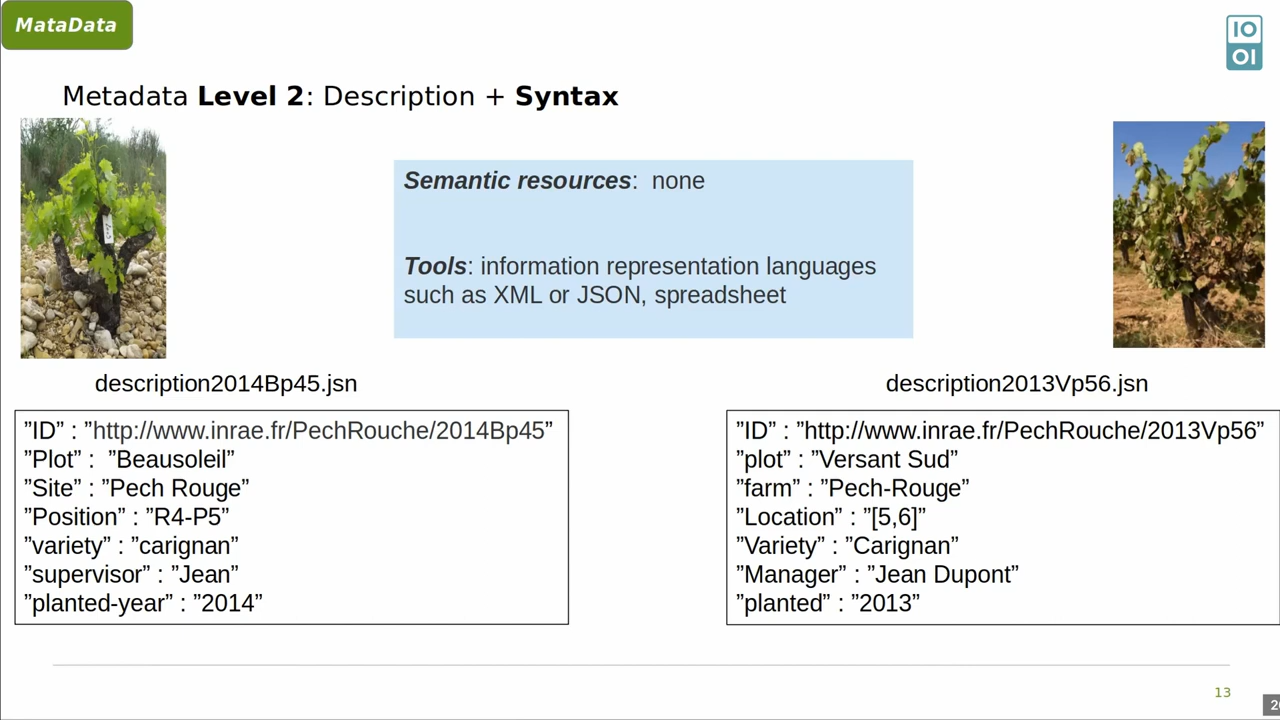 MataData
IO
OI
Metadata Level 2: Description + Syntax
Semantic resources: none
Tools: information representation languages
such as XML or JSON, spreadsheet
description2014Bp45.jsn
”ID” : ”http://www.inrae.fr/PechRouche/2014Bp45”
”Plot” : ”Beausoleil”
”Site” : ”Pech Rouge”
”Position” : ”R4-P5”
”variety” : ”carignan”
”supervisor” : ”Jean”
”planted-year” : ”2014”
description2013Vp56.jsn
”ID” : ”http://www.inrae.fr/PechRouche/2013Vp56”
”plot” : ”Versant Sud”
”farm” : ”Pech-Rouge”
”Location” : ”[5,6]”
”Variety” : ”Carignan”
”Manager” : ”Jean Dupont”
”planted” : ”2013”
13